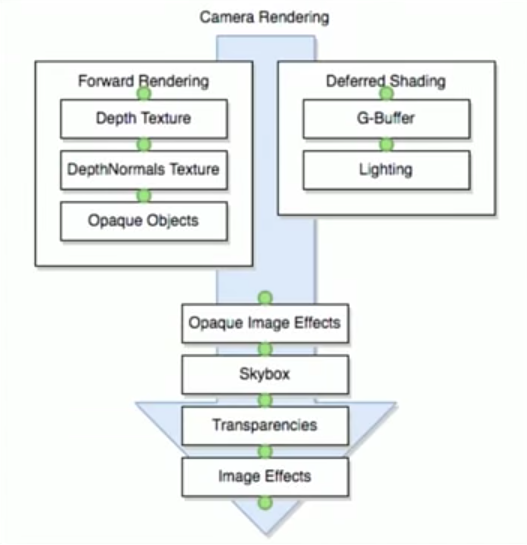 Camera Rendering
Forward Rendering
Depth Texture
DepthNormals Texture
Opaque Objects
Deferred Shading
G-Buffer
Lighting
Opaque Image Effects
Skybox
Transparencies
Image Effects